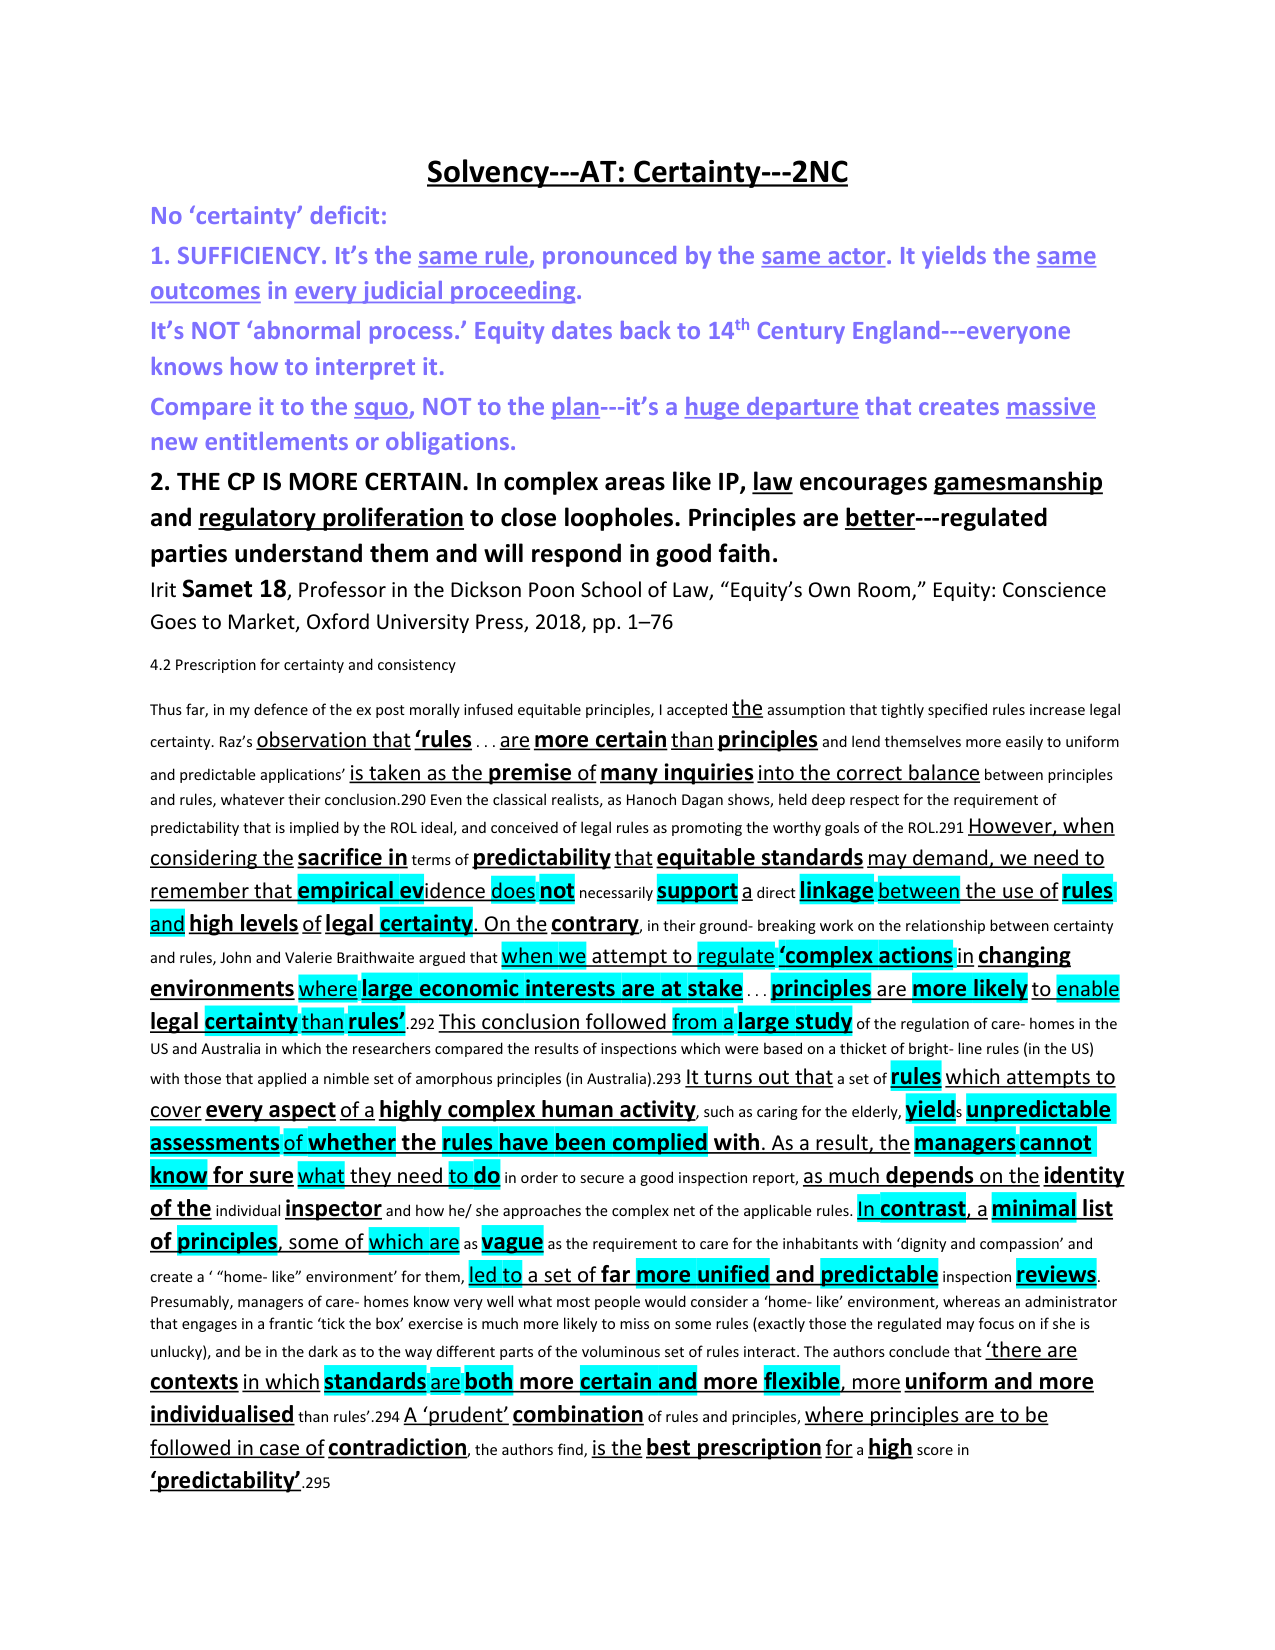 Solvency---AT: Certainty---2NC
No ‘certainty’ deficit:
1. SUFFICIENCY. It’s the same rule, pronounced by the same actor. It yields the same
outcomes in every judicial proceeding.
It’s NOT ‘abnormal process.’ Equity dates back to 14th Century England---everyone
knows how to interpret it.
Compare it to the squo, NOT to the plan---it’s a huge departure that creates massive
new entitlements or obligations.
2. THE CP IS MORE CERTAIN. In complex areas like IP, law encourages gamesmanship
and regulatory proliferation to close loopholes. Principles are better---regulated
parties understand them and will respond in good faith.
Irit Samet 18, Professor in the Dickson Poon School of Law, “Equity’s Own Room,” Equity: Conscience
Goes to Market, Oxford University Press, 2018, pp. 1–76
4.2 Prescription for certainty and consistency
Thus far, in my defence of the ex post morally infused equitable principles, I accepted the assumption that tightly specified rules increase legal
certainty. Raz’s observation that ‘rules . . . are more certain than principles and lend themselves more easily to uniform
and predictable applications’ is taken as the premise of many inquiries into the correct balance between principles
and rules, whatever their conclusion.290 Even the classical realists, as Hanoch Dagan shows, held deep respect for the requirement of
predictability that is implied by the ROL ideal, and conceived of legal rules as promoting the worthy goals of the ROL.291 However, when
considering the sacrifice in terms of predictability that equitable standards may demand, we need to
remember that empirical evidence does not necessarily support a direct linkage between the use of rules
and high levels of legal certainty. On the contrary, in their ground- breaking work on the relationship between certainty
and rules, John and Valerie Braithwaite argued that when we attempt to regulate ‘complex actions in changing
environments where large economic interests are at stake . . . principles are more likely to enable
legal certainty than rules’.292 This conclusion followed from a large study of the regulation of care- homes in the
US and Australia in which the researchers compared the results of inspections which were based on a thicket of bright- line rules (in the US)
with those that applied a nimble set of amorphous principles (in Australia).293 It turns out that a set of rules which attempts to
cover every aspect of a highly complex human activity, such as caring for the elderly, yields unpredictable
assessments of whether the rules have been complied with. As a result, the managers cannot
know for sure what they need to do in order to secure a good inspection report, as much depends on the identity
of the individual inspector and how he/ she approaches the complex net of the applicable rules. In contrast, a minimal list
of principles, some of which are as vague as the requirement to care for the inhabitants with ‘dignity and compassion’ and
create a ‘ “home- like” environment’ for them, led to a set of far more unified and predictable inspection reviews.
Presumably, managers of care- homes know very well what most people would consider a ‘home- like’ environment, whereas an administrator
that engages in a frantic ‘tick the box’ exercise is much more likely to miss on some rules (exactly those the regulated may focus on if she is
unlucky), and be in the dark as to the way different parts of the voluminous set of rules interact. The authors conclude that ‘there are
contexts in which standards are both more certain and more flexible, more uniform and more
individualised than rules’.294 A ‘prudent’ combination of rules and principles, where principles are to be
followed in case of contradiction, the authors find, is the best prescription for a high score in
‘predictability’.295